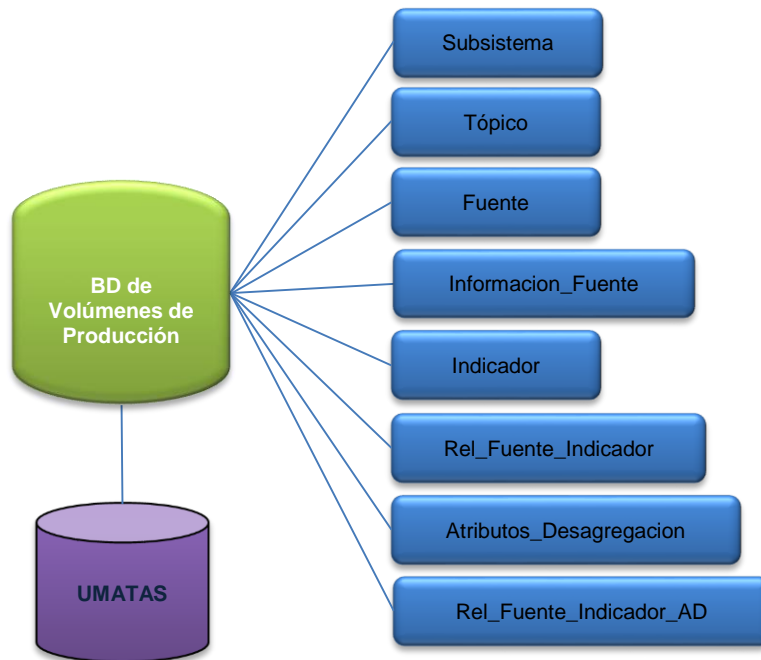 Subsistema
Tópico
Fuente
Informacion_Fuente
Indicador
Rel_Fuente_Indicador
Atributos_Desagregacion
Rel_Fuente_Indicador_AD
BD de
Volúmenes de
Producción
UMATAS